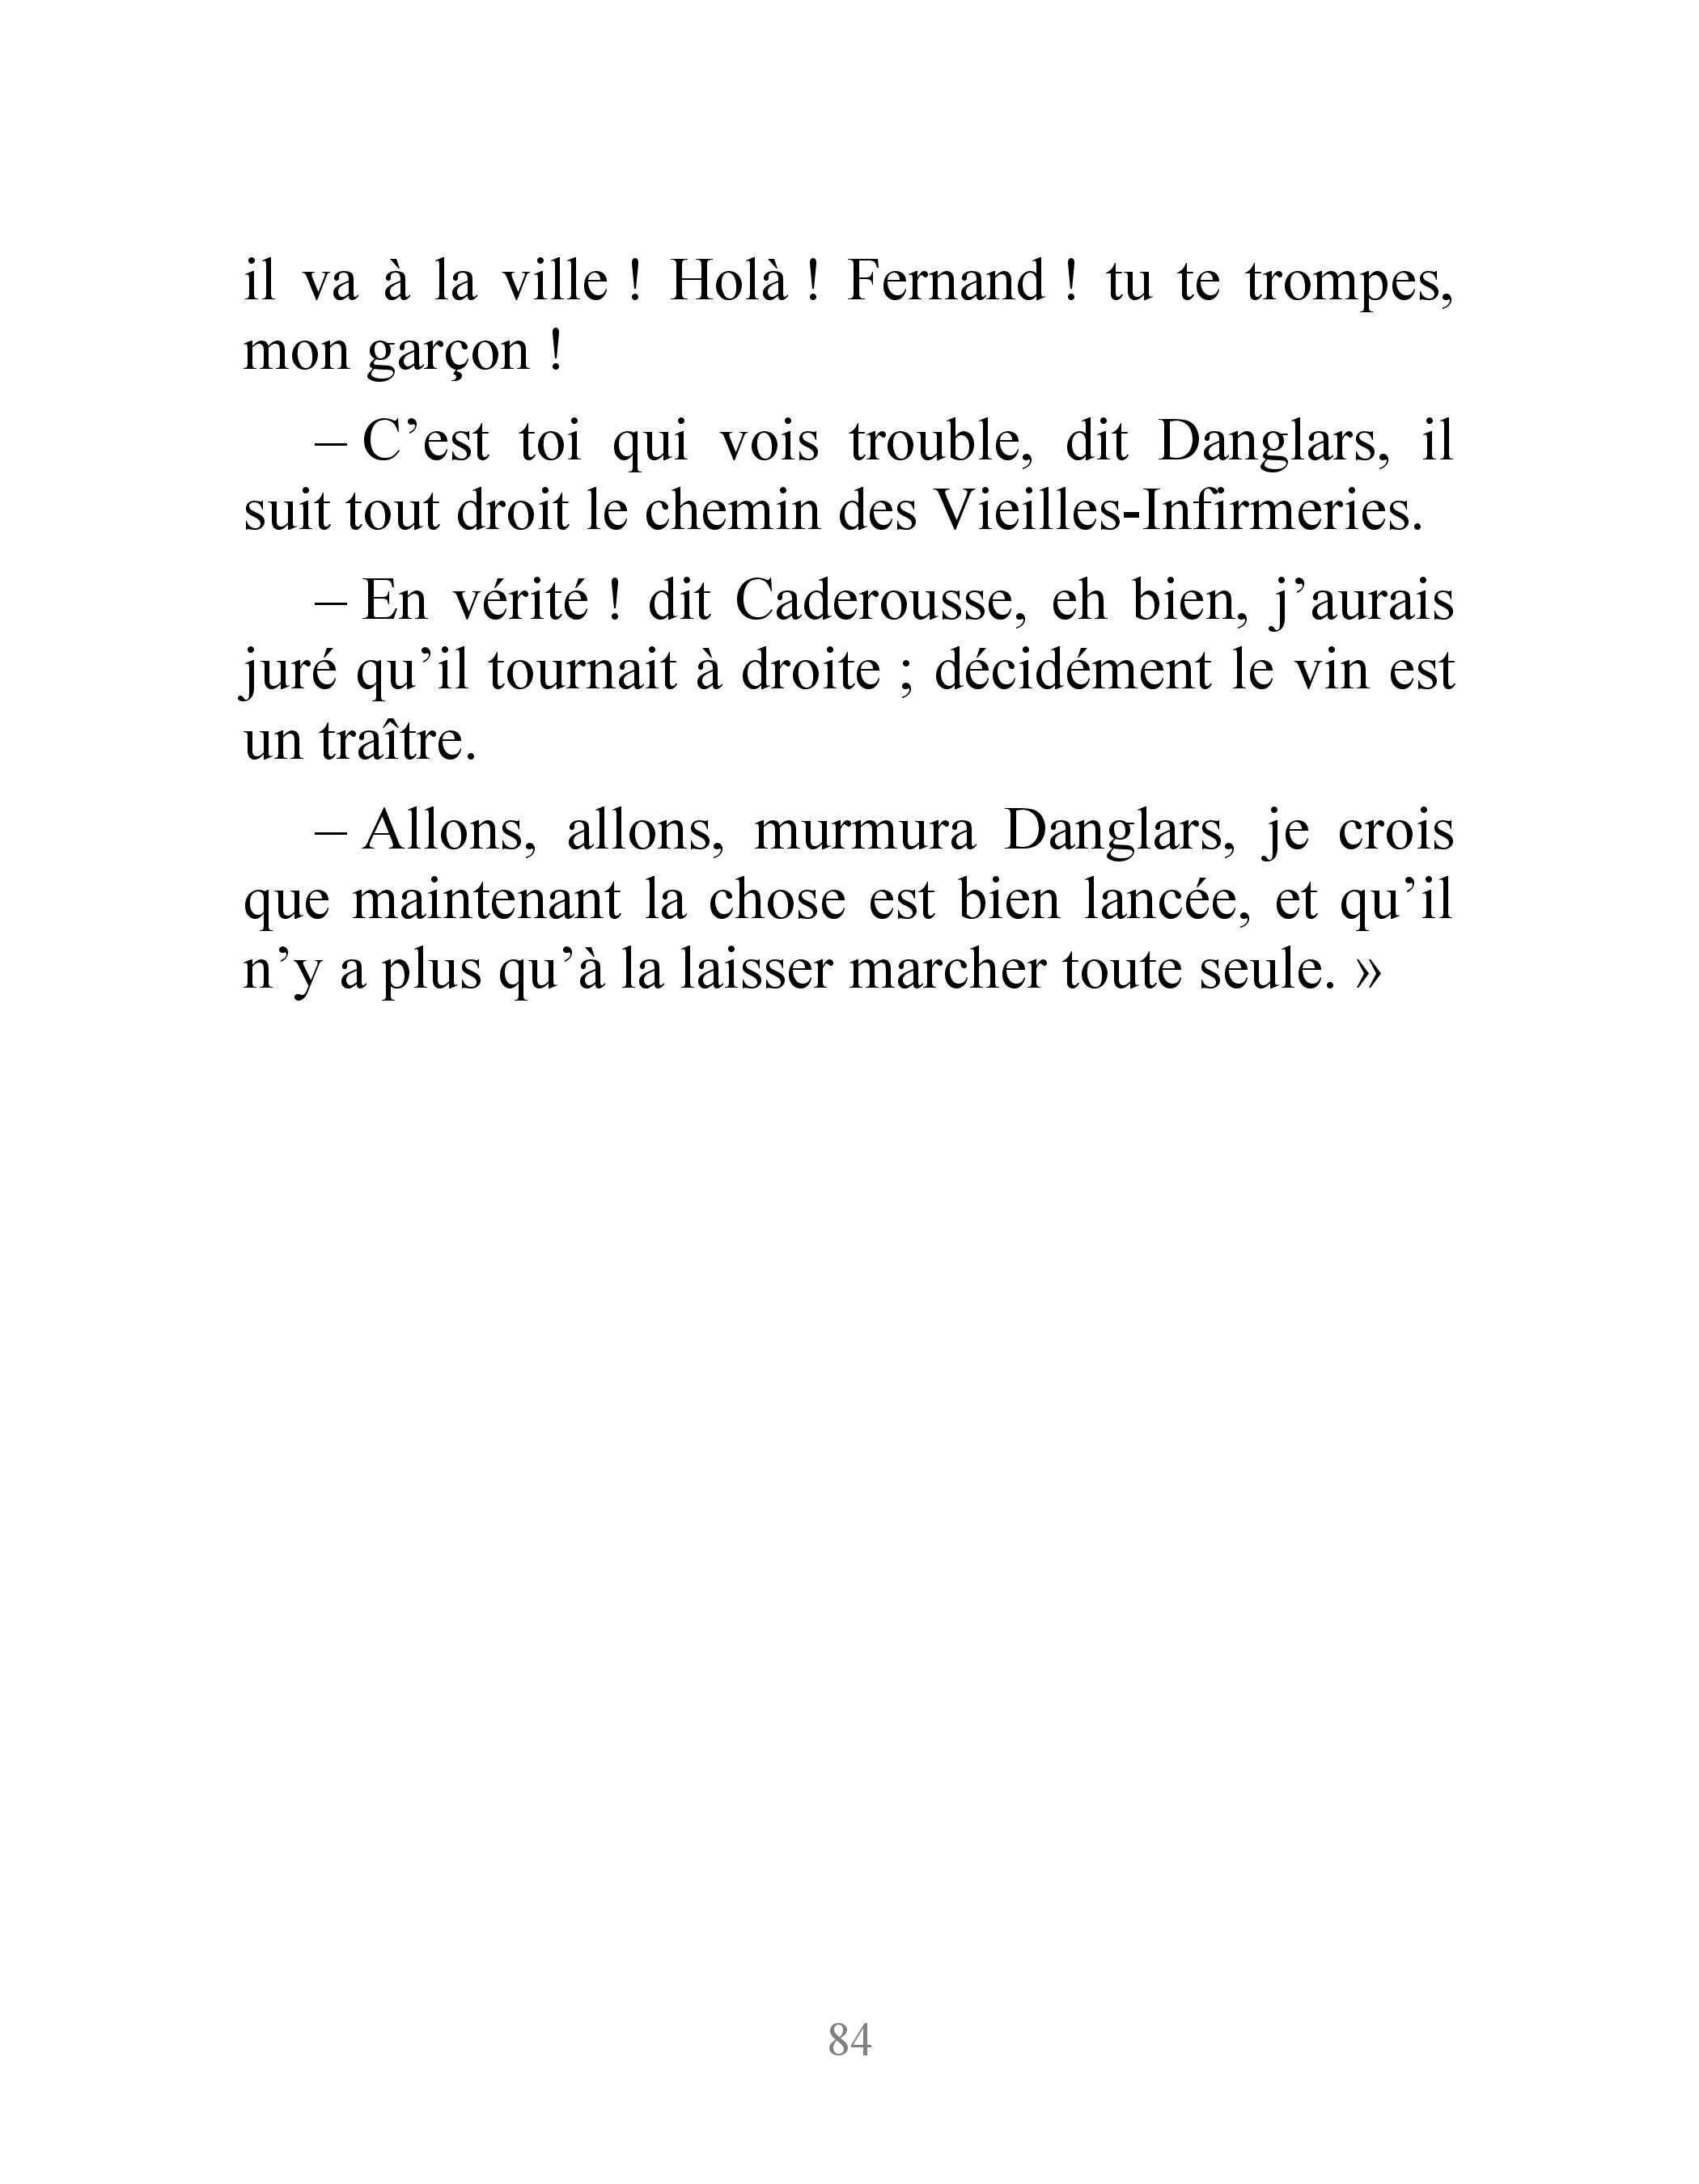 il va à la ville ! Holà ! Fernand ! tu te trompes,
mon garçon !
– C’est toi qui vois trouble, dit Danglars, il
suit tout droit le chemin des Vieilles-Infirmeries.
– En vérité ! dit Caderousse, eh bien, j’aurais
juré qu’il tournait à droite ; décidément le vin est
un traître.
– Allons, allons, murmura Danglars, je crois
que maintenant la chose est bien lancée, et qu’il
n’y a plus qu’à la laisser marcher toute seule. »
84